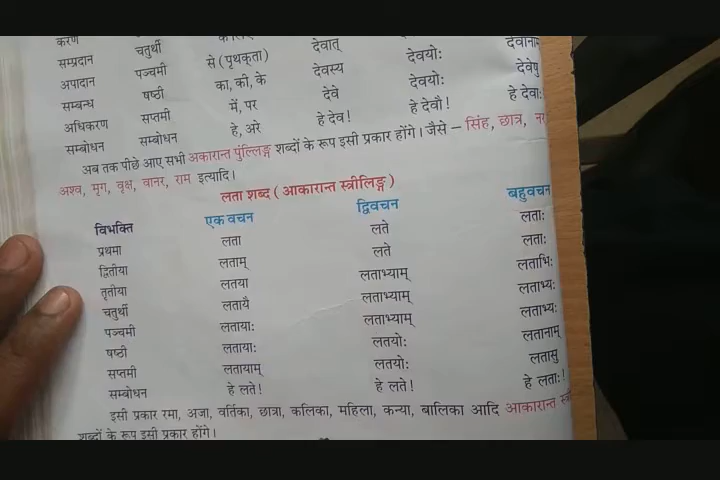 करण
सम्प्रदान चतुर्थी देवात् देवयोः देवानाम्
अपादान पञ्चमी से (पृथक्ता) देवस्य देवयोः देवेषु
सम्बन्ध षष्ठी का, की, के देवे हे देवौ! हे देवाः
अधिकरण सप्तमी में, पर हे देव!
सम्बोधन सम्बोधन हे, अरे
अब तक पीछे आए सभी अकारान्त पुंल्लिङ्ग शब्दों के रूप इसी प्रकार होंगे। जैसे – सिंह, छात्र,
अश्व, मृग, वृक्ष, वानर, राम इत्यादि।
लता शब्द ( आकारान्त स्त्रीलिङ्ग )
विभक्ति एकवचन द्विवचन बहुवचन
प्रथमा लता लते लताः
द्वितीया लताम् लते लताः
तृतीया लतया लताभ्याम् लताभिः
चतुर्थी लतायै लताभ्याम् लताभ्यः
पञ्चमी लतायाः लताभ्याम् लताभ्यः
षष्ठी लतायाः लतयोः लतानाम्
सप्तमी लतायाम् लतयोः लतासु
सम्बोधन हे लते! हे लते! हे लताः!
इसी प्रकार रमा, अजा, वर्तिका, छात्रा, कलिका, महिला, कन्या, बालिका आदि आकारान्त
शब्दों के रूप इसी प्रकार होंगे।